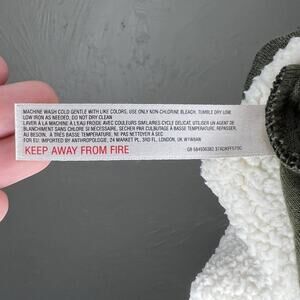 MACHINE WASH COLD GENTLE WITH LIKE COLORS, USE ONLY NON-CHLORINE BLEACH, TUMBLE DRY LOW
LOW IRON AS NEEDED, DO NOT DRY CLEAN
LAVER À LA MACHINE À L'EAU FROIDE AVEC COULEURS SIMILAIRES CYCLE DELICAT, UTILISER UN AGENT DE
BLANCHIMENT SANS CHLORE SI NECESSAIRE, SECHER PAR CULBUTAGE À BASSE TEMPERATURE, REPASSER,
AU BESOIN, À TRÈS BASSE TEMPERATURE, NE PAS NETTOYER A SEC
FOR EU: IMPORTED BY ANTHROPOLOGIE, 24 MARKET PL, 3RD FL, LONDON, UK W1W8AN
KEEP AWAY FROM FIRE
GB